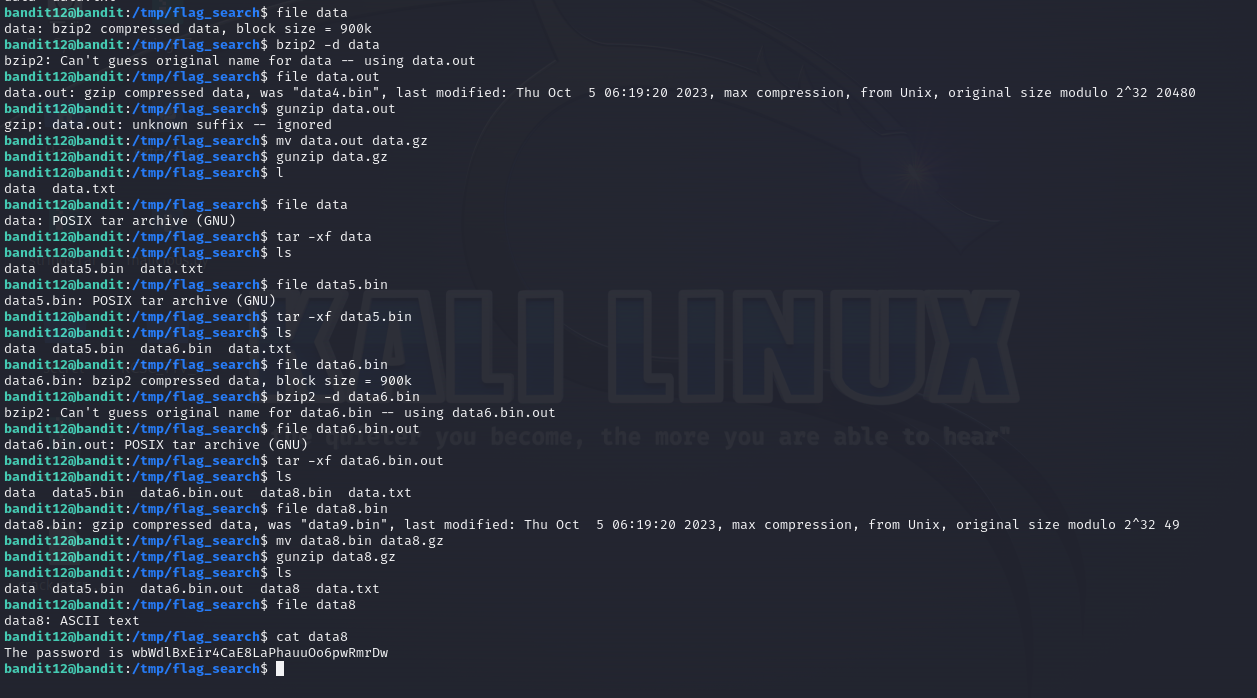 bandit12@bandit:/tmp/flag_search$ file data
data: bzip2 compressed data, block size = 900k
bandit12@bandit:/tmp/flag_search$ bzip2 -d data
bzip2: Can't guess original name for data -- using data.out
bandit12@bandit:/tmp/flag_search$ file data.out
data.out: gzip compressed data, was "data4.bin", last modified: Thu Oct  5 06:19:20 2023, max compression, from Unix, original size modulo 2^32 20480
bandit12@bandit:/tmp/flag_search$ gunzip data.out
gzip: data.out: unknown suffix -- ignored
bandit12@bandit:/tmp/flag_search$ mv data.out data.gz
bandit12@bandit:/tmp/flag_search$ gunzip data.gz
bandit12@bandit:/tmp/flag_search$ l
data  data.txt
bandit12@bandit:/tmp/flag_search$ file data
data: POSIX tar archive (GNU)
bandit12@bandit:/tmp/flag_search$ tar -xf data
bandit12@bandit:/tmp/flag_search$ ls
data  data5.bin  data.txt
bandit12@bandit:/tmp/flag_search$ file data5.bin
data5.bin: POSIX tar archive (GNU)
bandit12@bandit:/tmp/flag_search$ tar -xf data5.bin
bandit12@bandit:/tmp/flag_search$ ls
data  data5.bin  data6.bin  data.txt
bandit12@bandit:/tmp/flag_search$ file data6.bin
data6.bin: bzip2 compressed data, block size = 900k
bandit12@bandit:/tmp/flag_search$ bzip2 -d data6.bin
bzip2: Can't guess original name for data6.bin -- using data6.bin.out
bandit12@bandit:/tmp/flag_search$ file data6.bin.out
data6.bin.out: POSIX tar archive (GNU)
bandit12@bandit:/tmp/flag_search$ tar -xf data6.bin.out
bandit12@bandit:/tmp/flag_search$ ls
data  data5.bin  data6.bin.out  data8.bin  data.txt
bandit12@bandit:/tmp/flag_search$ file data8.bin
data8.bin: gzip compressed data, was "data9.bin", last modified: Thu Oct  5 06:19:20 2023, max compression, from Unix, original size modulo 2^32 49
bandit12@bandit:/tmp/flag_search$ mv data8.bin data8.gz
bandit12@bandit:/tmp/flag_search$ gunzip data8.gz
bandit12@bandit:/tmp/flag_search$ ls
data  data5.bin  data6.bin.out  data8  data.txt
bandit12@bandit:/tmp/flag_search$ file data8
data8: ASCII text
bandit12@bandit:/tmp/flag_search$ cat data8
The password is wbWdlBxEir4CaE8LaPhauuOo6pwRmrDw
bandit12@bandit:/tmp/flag_search$
KALI LINUX
quieter you become, the more you are able to hear"